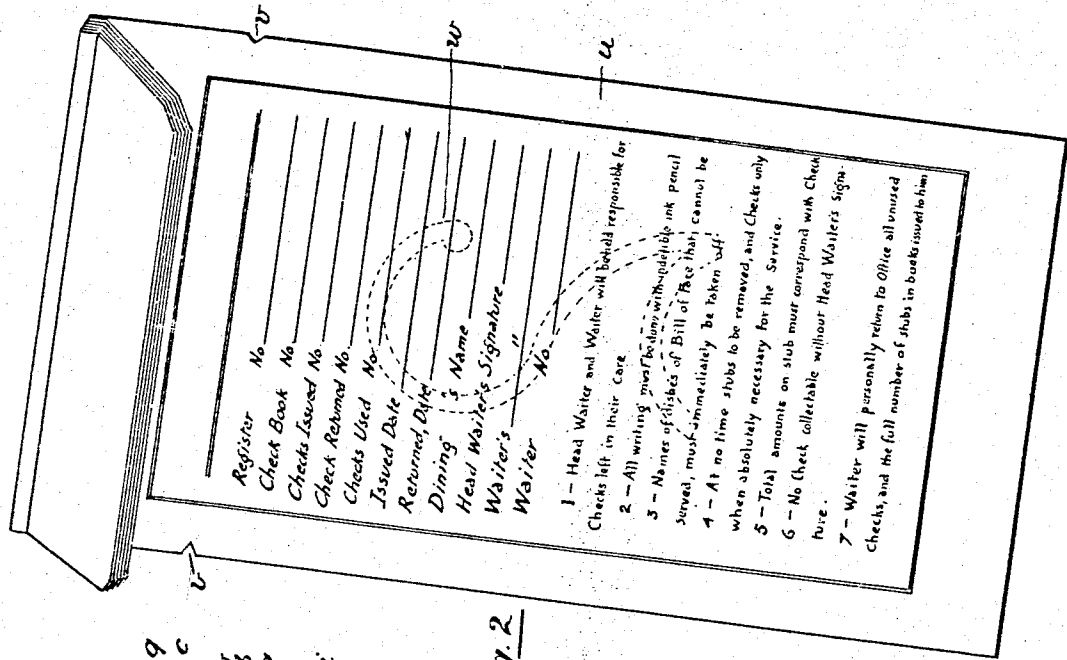 v
v
w
u
Register No
Check Book No
Checks Issued No
Check Returned No
Checks Used No
Issued Date
Returned Date
Dining "s Name
Head Waiter's Signature
Waiter's "
Waiter No
1 - Head Waiter and Waiter will be held responsible for
Checks left in their Care
2 - All writing must be done with indelible ink pencil
3 - Names of dishes of Bill of Fare that cannot be
served, must immediately be taken off.
4 - At no time stubs to be removed, and Checks only
when absolutely necessary for the Service.
5 - Total amounts on stub must correspond with Check
6 - No Check Collectable without Head Waiter's Signa-
ture.
7 - Waiter will personally return to Office all unused
Checks, and the full number of stubs in books issued to him
g
c
g. 2